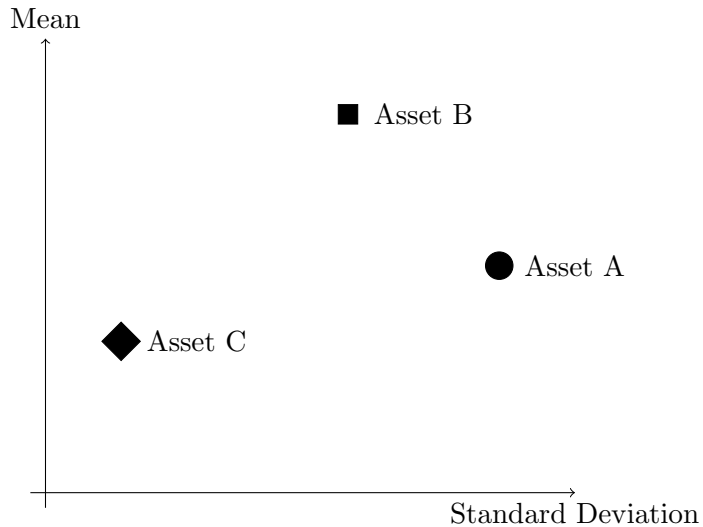 Mean
Asset B
Asset A
Asset C
Standard Deviation